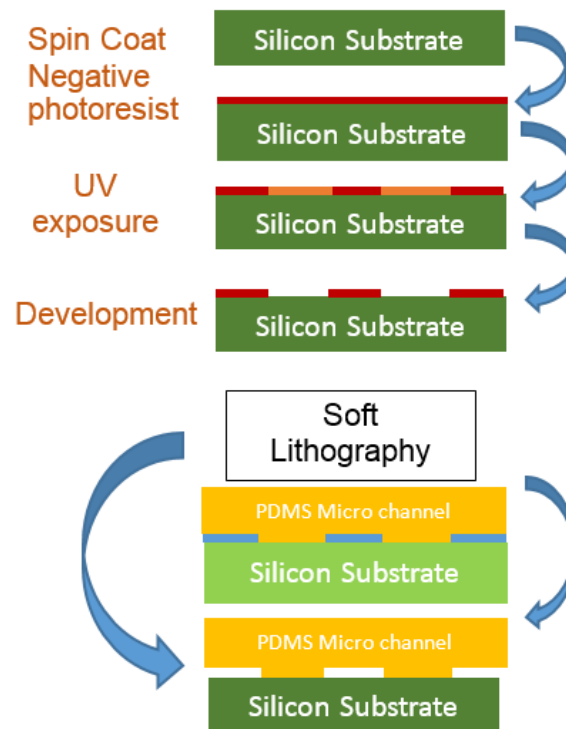 Spin Coat
Negative
photoresist
Silicon Substrate
Silicon Substrate
UV
exposure
Silicon Substrate
Development
Silicon Substrate
Soft
Lithography
PDMS Micro channel
Silicon Substrate
PDMS Micro channel
Silicon Substrate